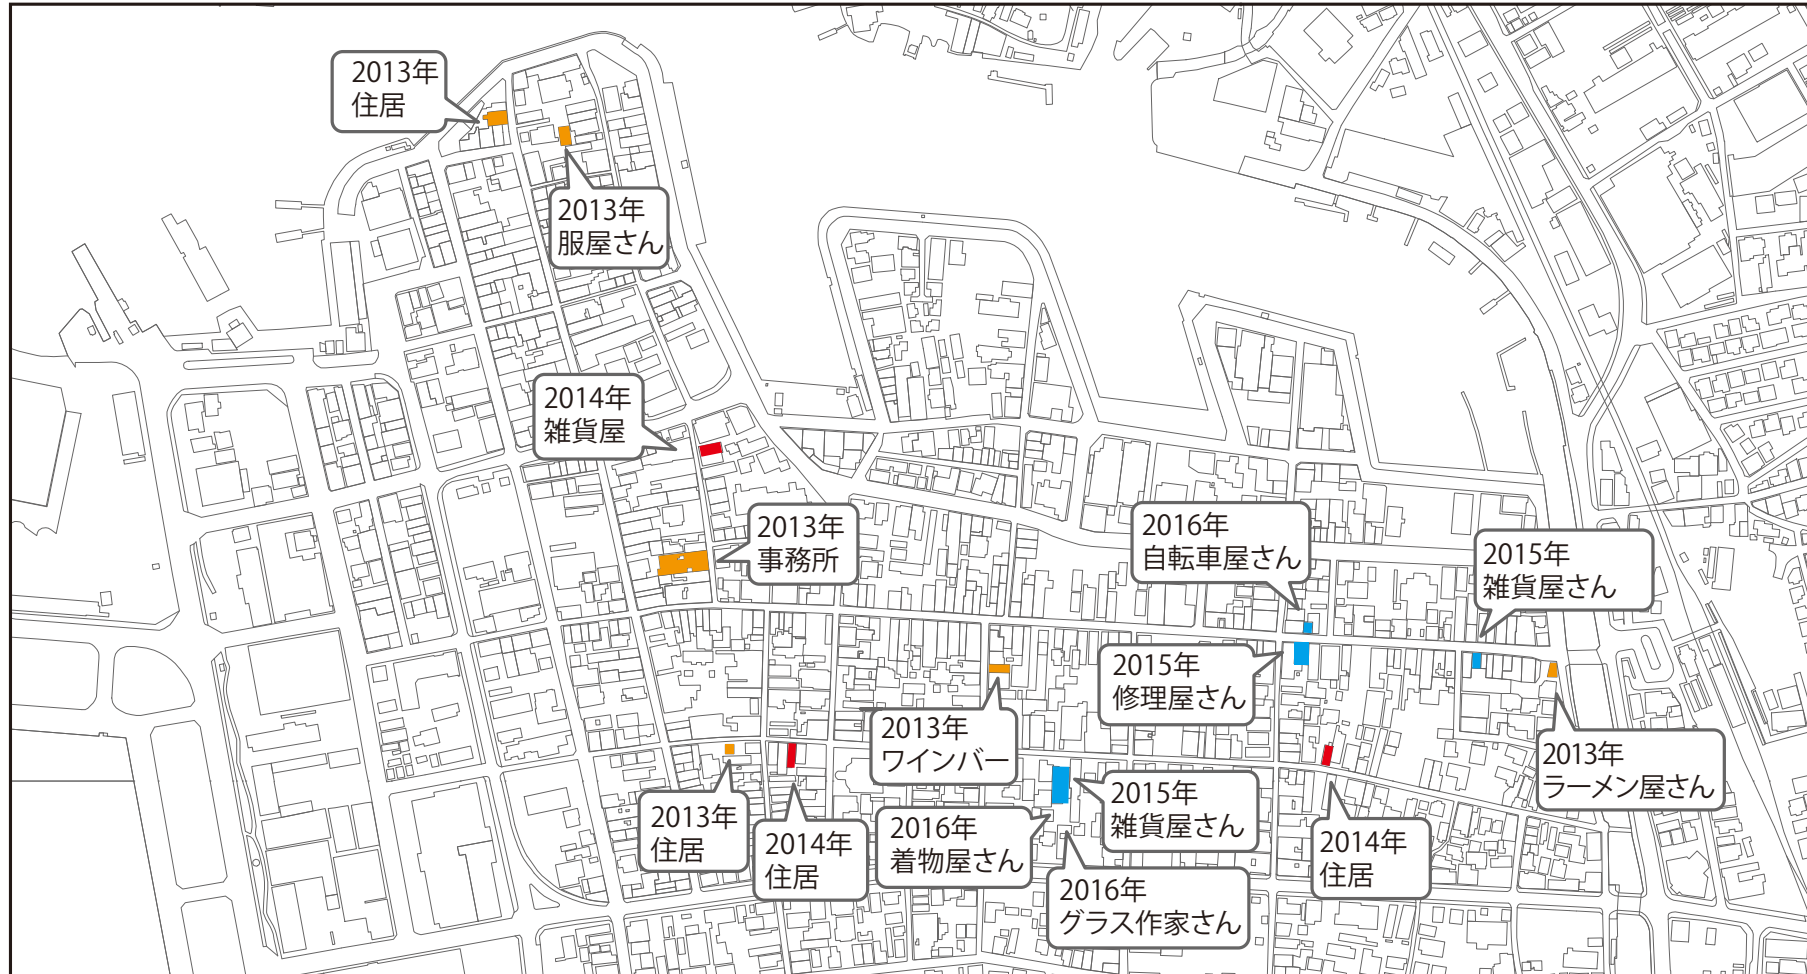 2013年
住居
2013年
服屋さん
2014年
雑貨屋
2013年
事務所
2016年
自転車屋さん
2015年
雑貨屋さん
2015年
修理屋さん
2013年
ワインバー
2013年
ラーメン屋さん
2013年
住居
2014年
住居
2016年
着物屋さん
2015年
雑貨屋さん
2016年
グラス作家さん
2014年
住居